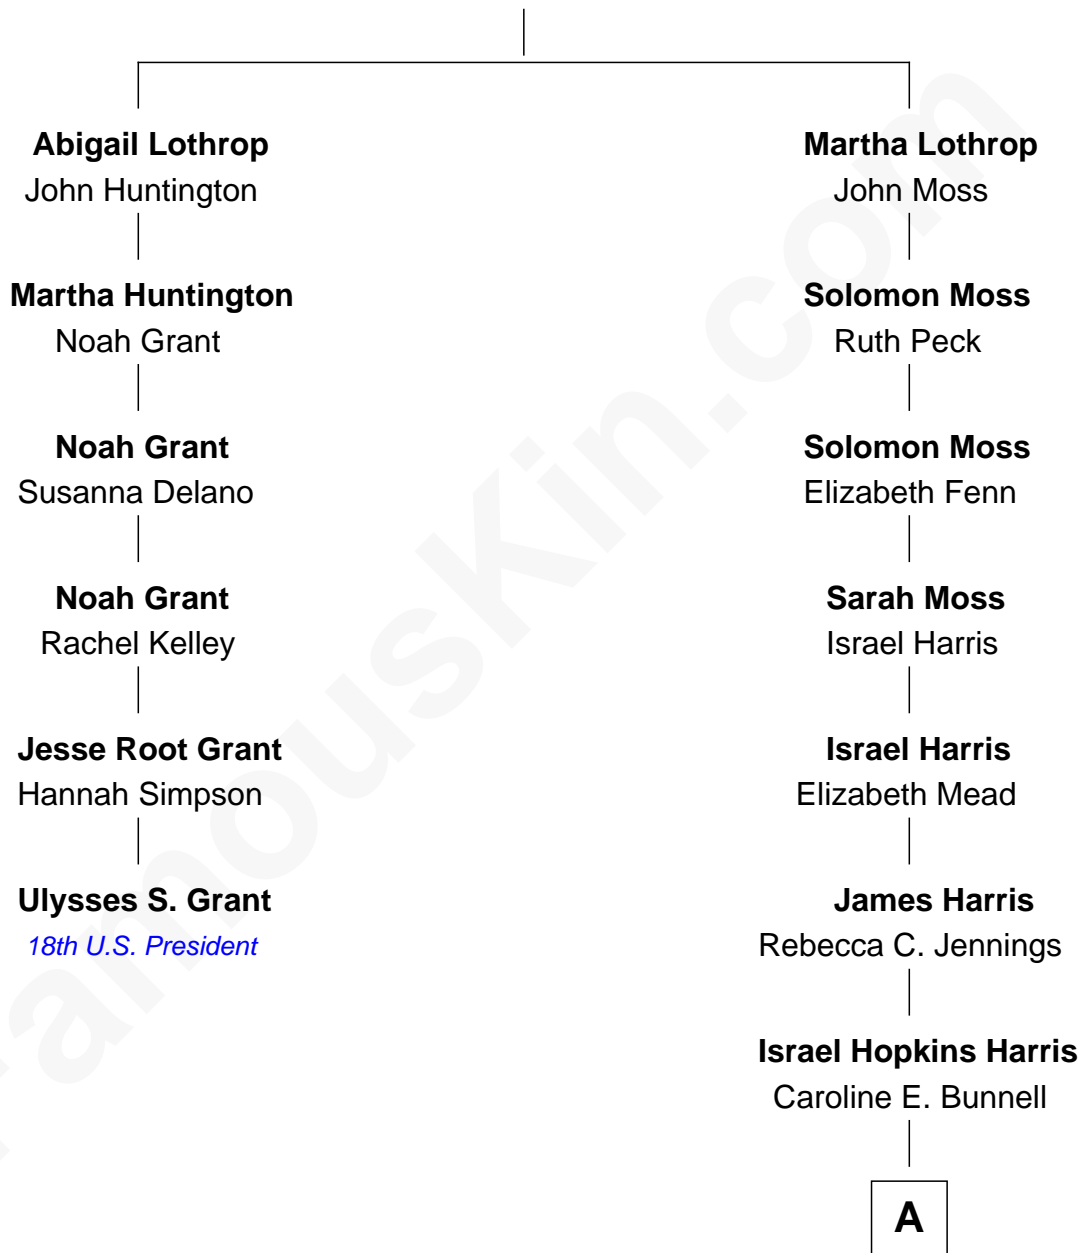 Abigail Lothrop
John Huntington
Martha Huntington
Noah Grant
Noah Grant
Susanna Delano
Noah Grant
Rachel Kelley
Jesse Root Grant
Hannah Simpson
Ulysses S. Grant
18th U.S. President
Martha Lothrop
John Moss
Solomon Moss
Ruth Peck
Solomon Moss
Elizabeth Fenn
Sarah Moss
Israel Harris
Israel Harris
Elizabeth Mead
James Harris
Rebecca C. Jennings
Israel Hopkins Harris
Caroline E. Bunnell
A
FamousKin.com